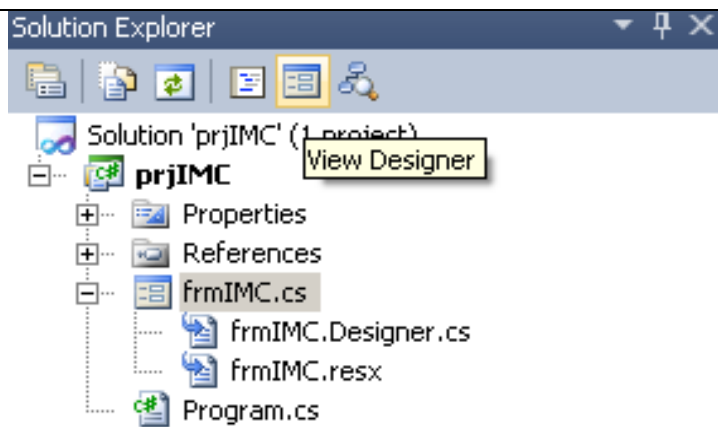 Solution Explorer
Solution 'prjIMC' (1 project)
View Designer
prjIMC
Properties
References
frmIMC.cs
frmIMC.Designer.cs
frmIMC.resx
Program.cs